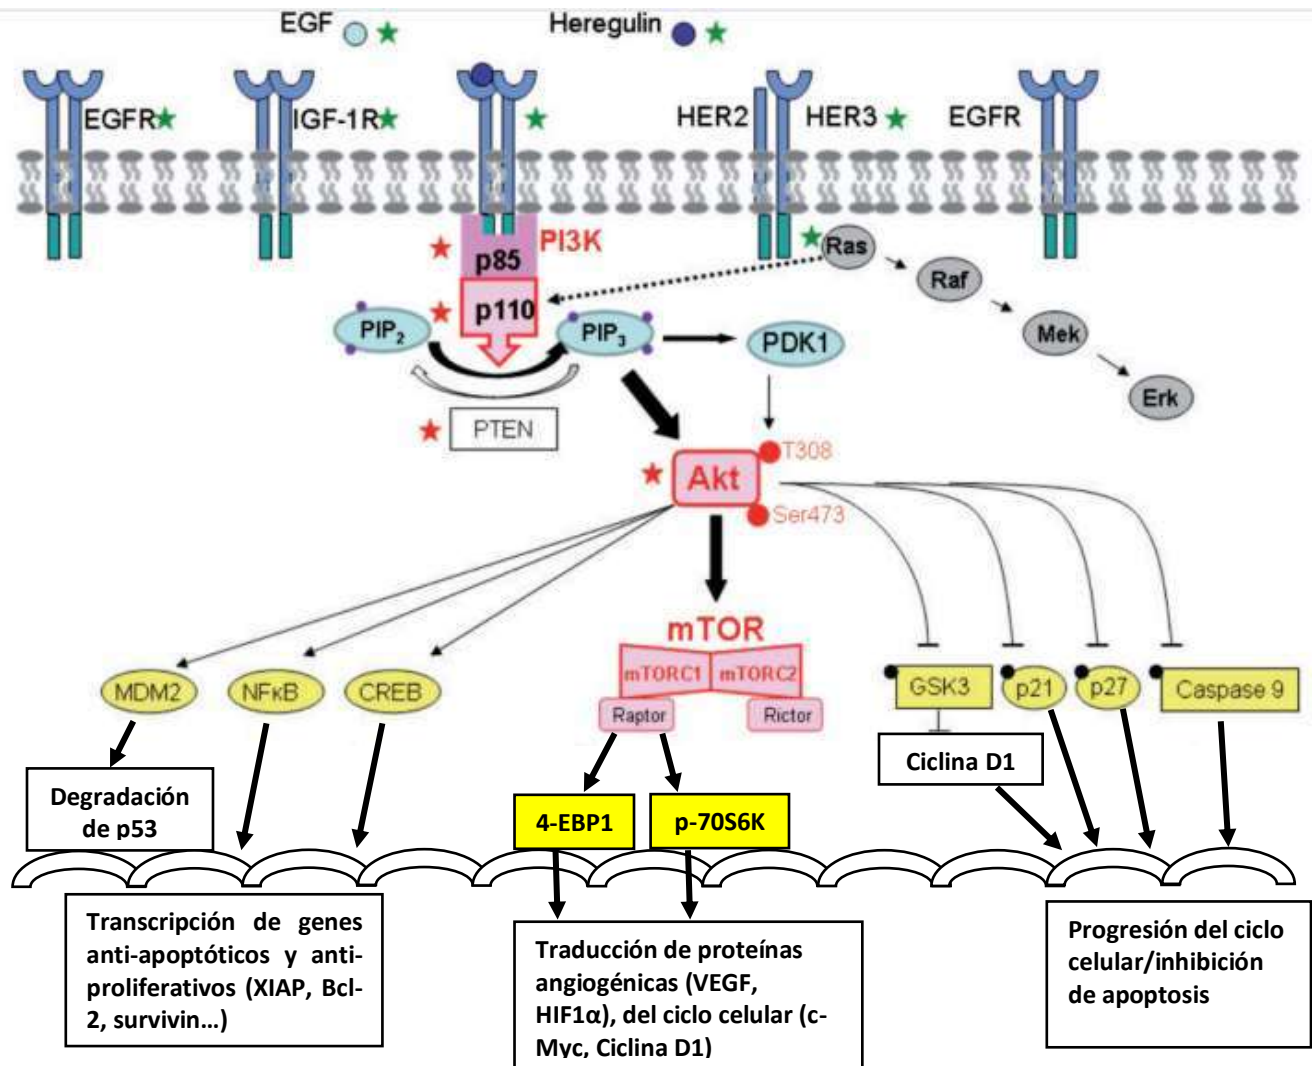 EGF
Heregulin
EGFR
IGF-1R
HER2
HER3
EGFR
PI3K
p85
Ras
Raf
p110
PIP2
PIP3
PDK1
Mek
Erk
PTEN
T308
Akt
Ser473
mTOR
mTORC1
mTORC2
MDM2
NFκB
CREB
GSK3
p21
p27
Caspase 9
Raptor
Rictor
Ciclina D1
Degradación
de p53
4-EBP1
p-70S6K
Transcripción de genes
anti-apoptóticos y anti-
proliferativos (XIAP, Bcl-
2, survivin...)
Traducción de proteínas
angiogénicas (VEGF,
HIF1α), del ciclo celular (c-
Myc, Ciclina D1)
Progresión del ciclo
celular/inhibición
de apoptosis